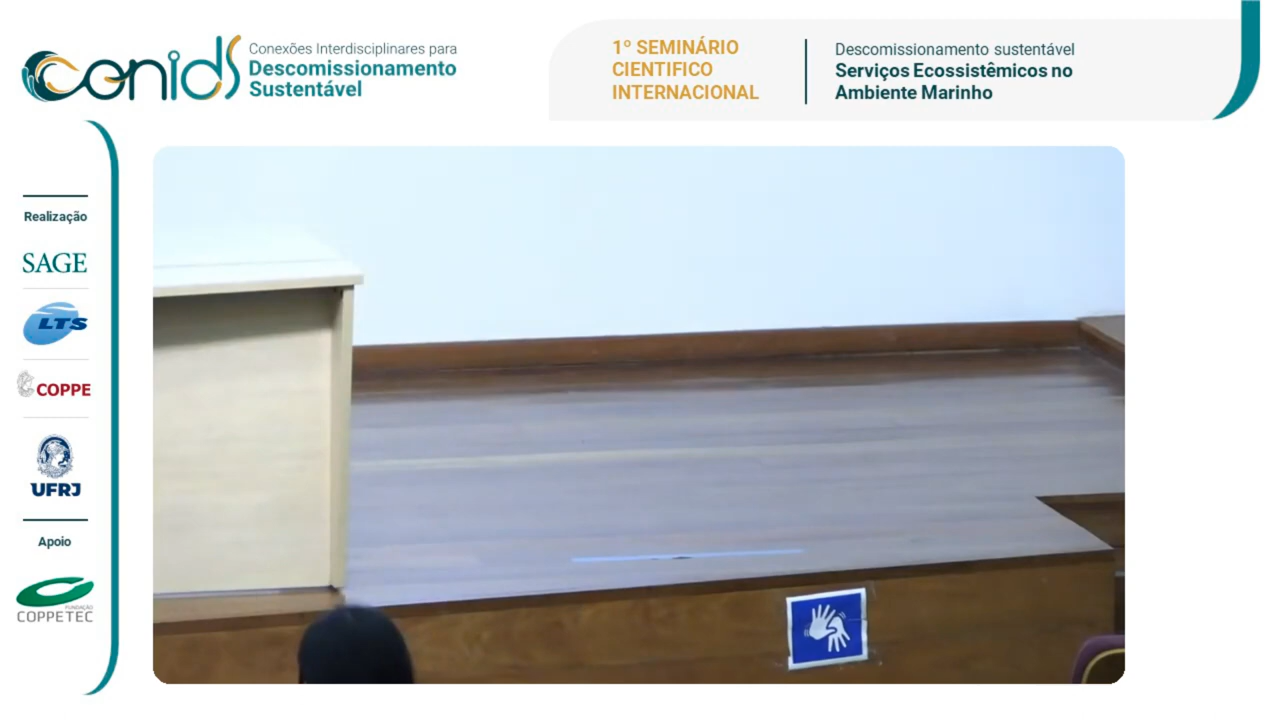 conids
Conexões Interdisciplinares para
Descomissionamento
Sustentável
1º SEMINÁRIO
CIENTIFICO
INTERNACIONAL
Descomissionamento sustentável
Serviços Ecossistêmicos no
Ambiente Marinho
Realização
SAGE
LTS
COPPE
UFRJ
Apoio
FUNDAÇÃO
COPPETEC